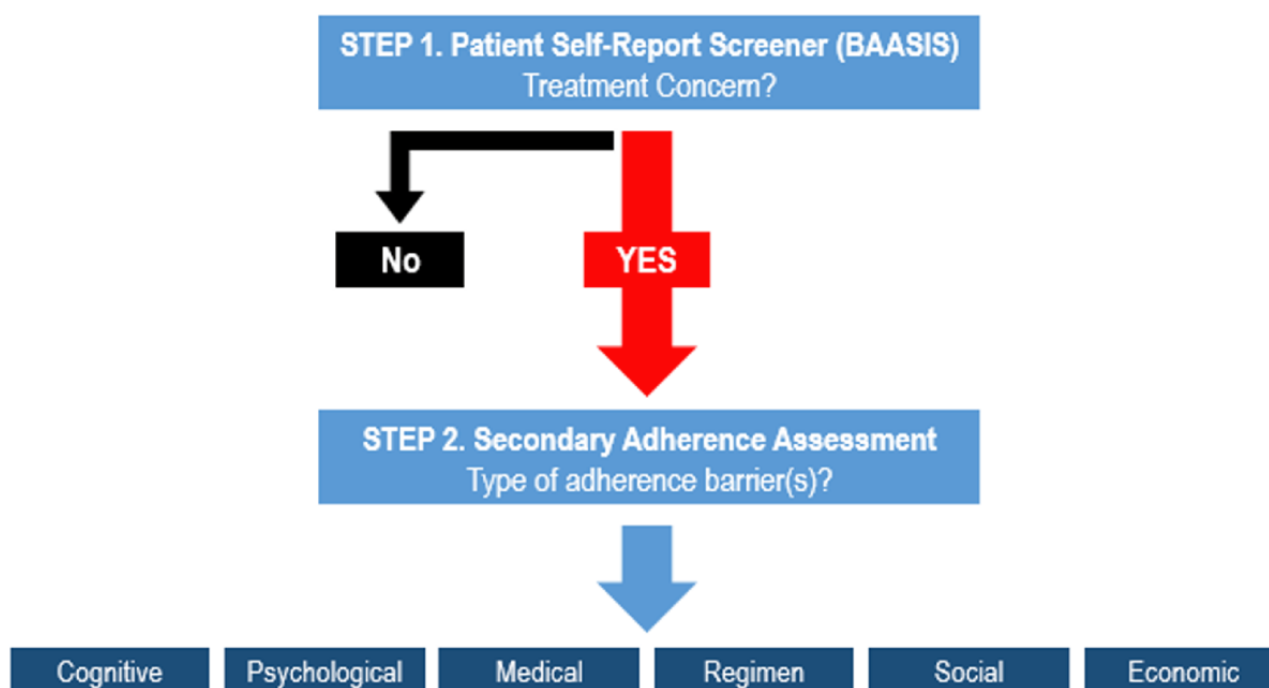 STEP 1. Patient Self-Report Screener (BAASIS)
Treatment Concern?
No
YES
STEP 2. Secondary Adherence Assessment
Type of adherence barrier(s)?
Cognitive
Psychological
Medical
Regimen
Social
Economic